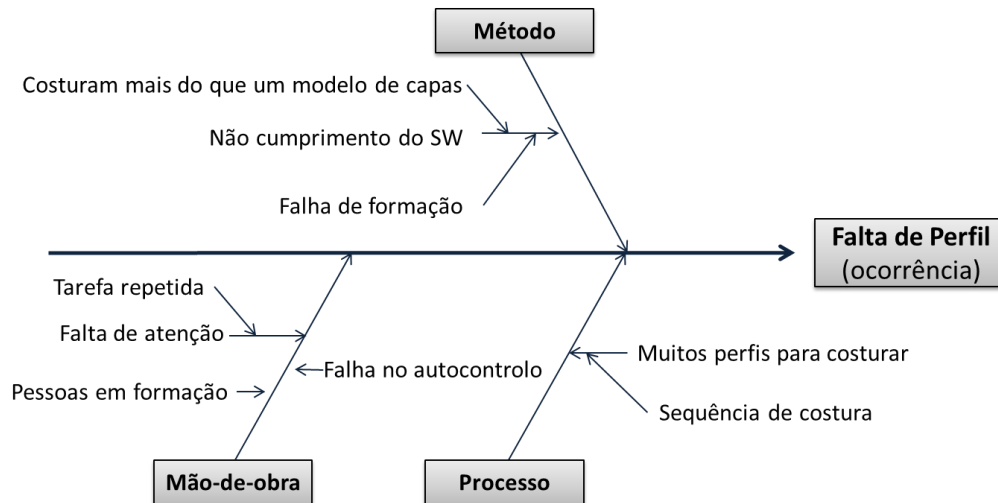 Método
Costuram mais do que um modelo de capas
Não cumprimento do SW
Falha de formação
Falta de Perfil
(ocorrência)
Tarefa repetida
Falta de atenção
Falha no autocontrolo
Pessoas em formação
Muitos perfis para costurar
Sequência de costura
Mão-de-obra
Processo